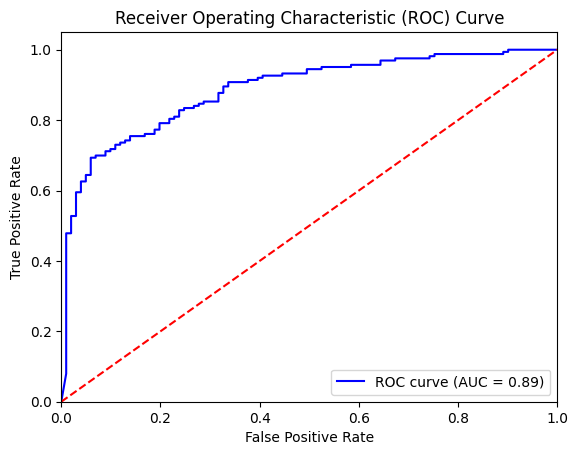 Receiver Operating Characteristic (ROC) Curve
1.0
0.8
0.6
0.4
0.2
0.0
True Positive Rate
ROC curve (AUC = 0.89)
0.0 0.2 0.4 0.6 0.8 1.0
False Positive Rate